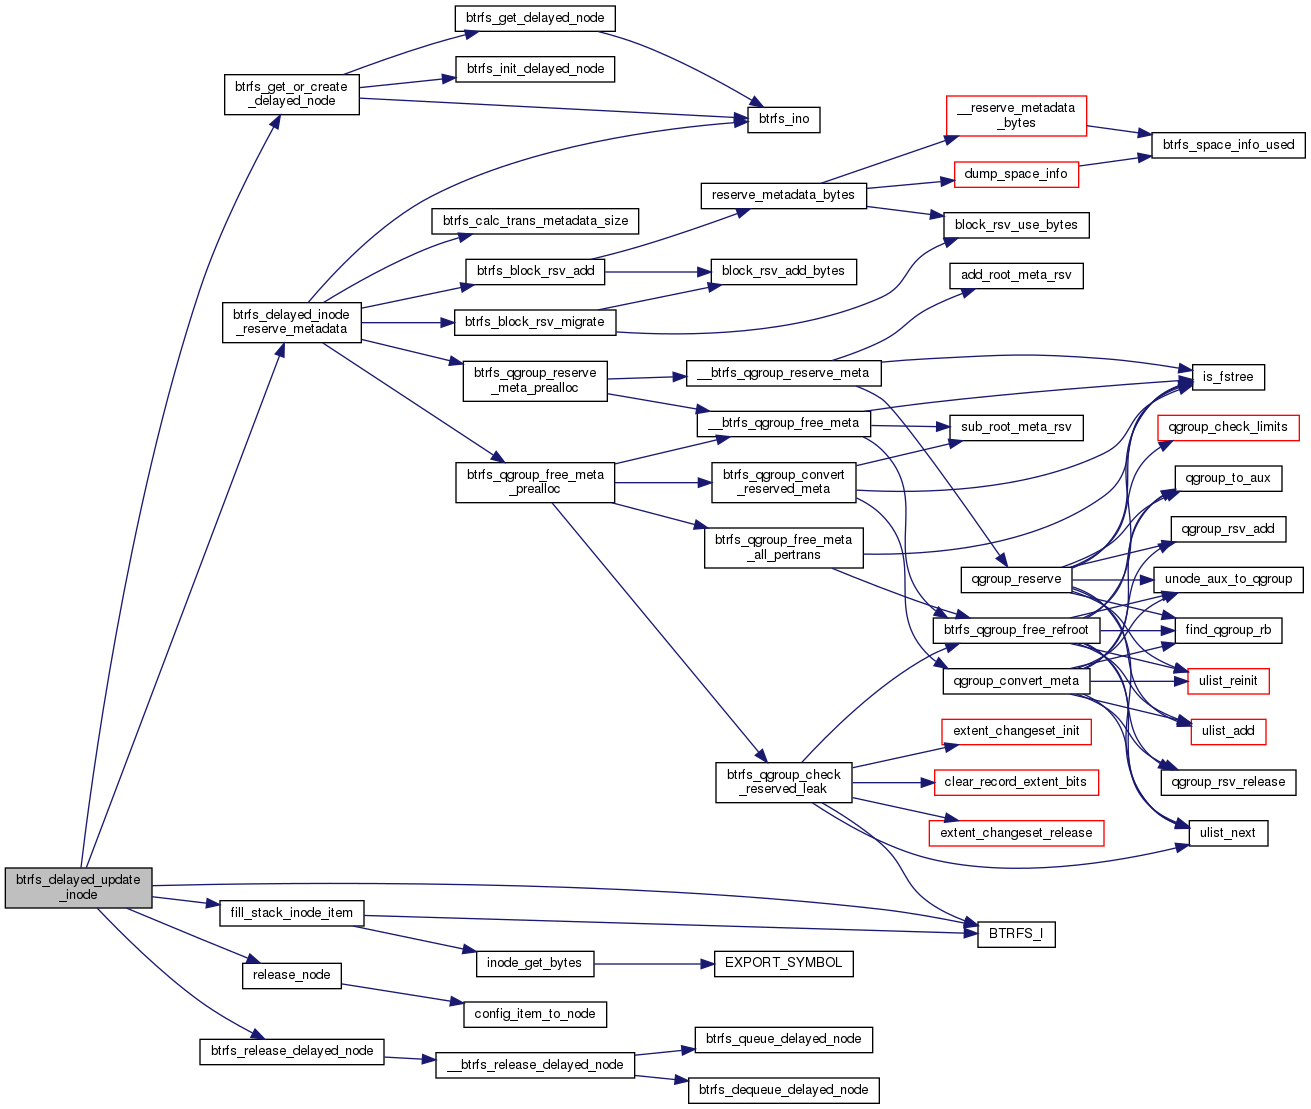 btrfs_get_delayed_node
btrfs_init_delayed_node
btrfs_get_or_create
_delayed_node
btrfs_ino
__reserve_metadata
_bytes
btrfs_space_info_used
dump_space_info
reserve_metadata_bytes
block_rsv_use_bytes
btrfs_calc_trans_metadata_size
btrfs_block_rsv_add
block_rsv_add_bytes
add_root_meta_rsv
btrfs_delayed_inode
_reserve_metadata
btrfs_block_rsv_migrate
btrfs_qgroup_reserve
_meta_prealloc
__btrfs_qgroup_reserve_meta
is_fstree
__btrfs_qgroup_free_meta
sub_root_meta_rsv
qgroup_check_limits
btrfs_qgroup_free_meta
_prealloc
btrfs_qgroup_convert
_reserved_meta
qgroup_to_aux
btrfs_qgroup_free_meta
_all_pertrans
qgroup_rsv_add
qgroup_reserve
unode_aux_to_qgroup
btrfs_qgroup_free_refroot
find_qgroup_rb
qgroup_convert_meta
ulist_reinit
extent_changeset_init
ulist_add
btrfs_qgroup_check
_reserved_leak
clear_record_extent_bits
qgroup_rsv_release
extent_changeset_release
ulist_next
btrfs_delayed_update
_inode
fill_stack_inode_item
BTRFS_I
release_node
inode_get_bytes
EXPORT_SYMBOL
config_item_to_node
btrfs_release_delayed_node
__btrfs_release_delayed_node
btrfs_queue_delayed_node
btrfs_dequeue_delayed_node